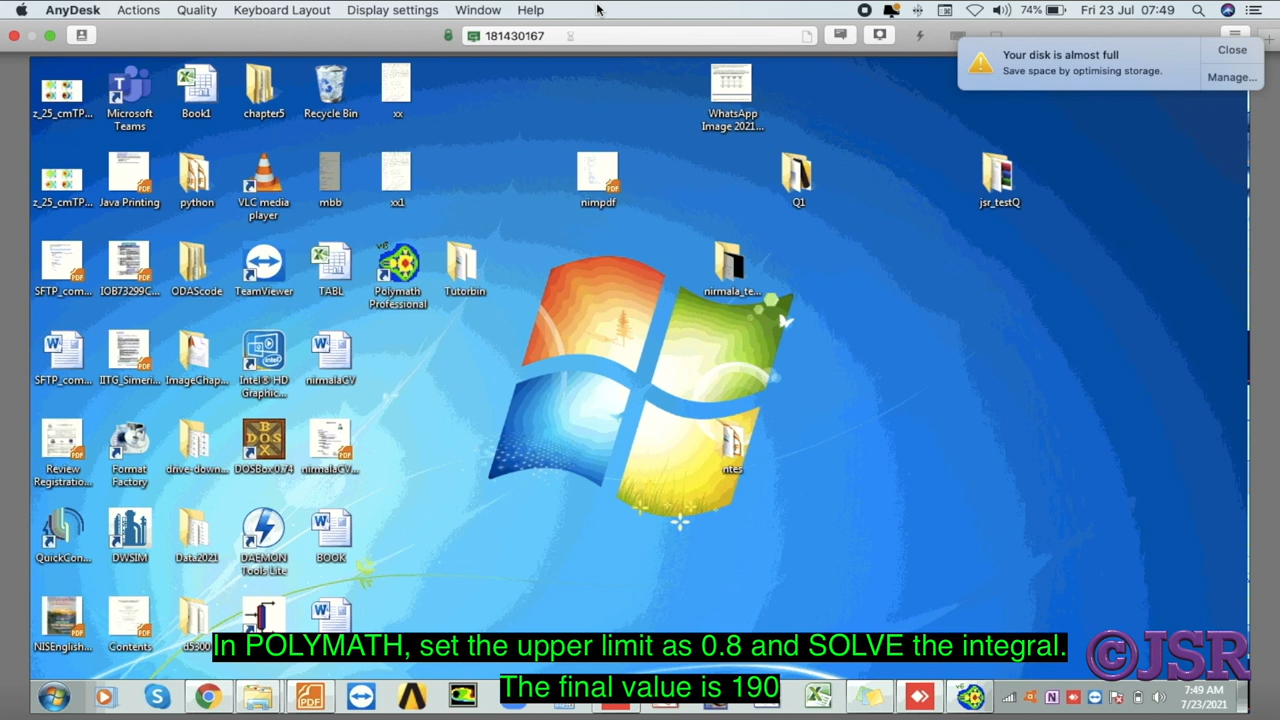 AnyDesk Actions Quality Keyboard Layout Display settings Window Help 74% Fri 23 Jul 07:49
181430167
Your disk is almost full
Save space by optimising storage.
Close
Manage...
z_25_cmTP...
Microsoft
Teams
Book1
chapter5
Recycle Bin
xx
WhatsApp
Image 2021...
z_25_cmTP...
Java Printing
python
VLC media
player
mbb
xx1
nimpdf
Q1
jsr_testQ
SFTP_com...
IOB73299C...
ODAScode
TeamViewer
TABL
Polymath
Professional
Tutorbin
nirmala_te...
SFTP_com...
IITG_Simeri...
ImageChap...
Intel® HD
Graphic...
nirmalaCV
Review
Registratio...
Format
Factory
drive-down...
DOSBox 0.74
nirmalaCV...
ntes
QuickCon...
DWSIM
Data2021
DAEMON
Tools Lite
BOOK
NISEnglish...
Contents
d5300
In POLYMATH, set the upper limit as 0.8 and SOLVE the integral.
The final value is 190
©JSR
7:49 AM
7/23/2021